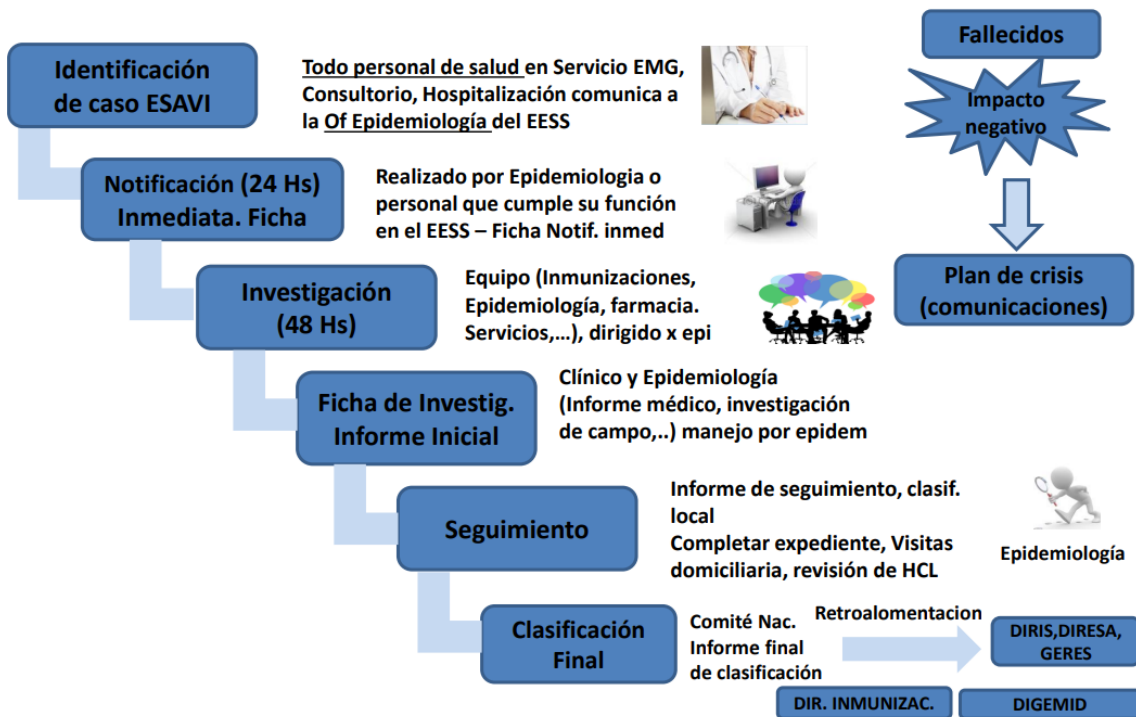 Identificación
de caso ESAVI
Todo personal de salud en Servicio EMG,
Consultorio, Hospitalización comunica a
la Of Epidemiología del EESS
Fallecidos
Impacto
negativo
Notificación (24 Hs)
Inmediata. Ficha
Realizado por Epidemiologia o
personal que cumple su función
en el EESS – Ficha Notif. inmed
Investigación
(48 Hs)
Equipo (Inmunizaciones,
Epidemiología, farmacia.
Servicios,...), dirigido x epi
Plan de crisis
(comunicaciones)
Ficha de Investig.
Informe Inicial
Clínico y Epidemiología
(Informe médico, investigación
de campo,..) manejo por epidem
Seguimiento
Informe de seguimiento, clasif.
local
Completar expediente, Visitas
domiciliaria, revisión de HCL
Epidemiología
Clasificación
Final
Comité Nac.
Informe final
de clasificación
Retroalomentacion
DIRIS,DIRESA,
GERES
DIR. INMUNIZAC.
DIGEMID